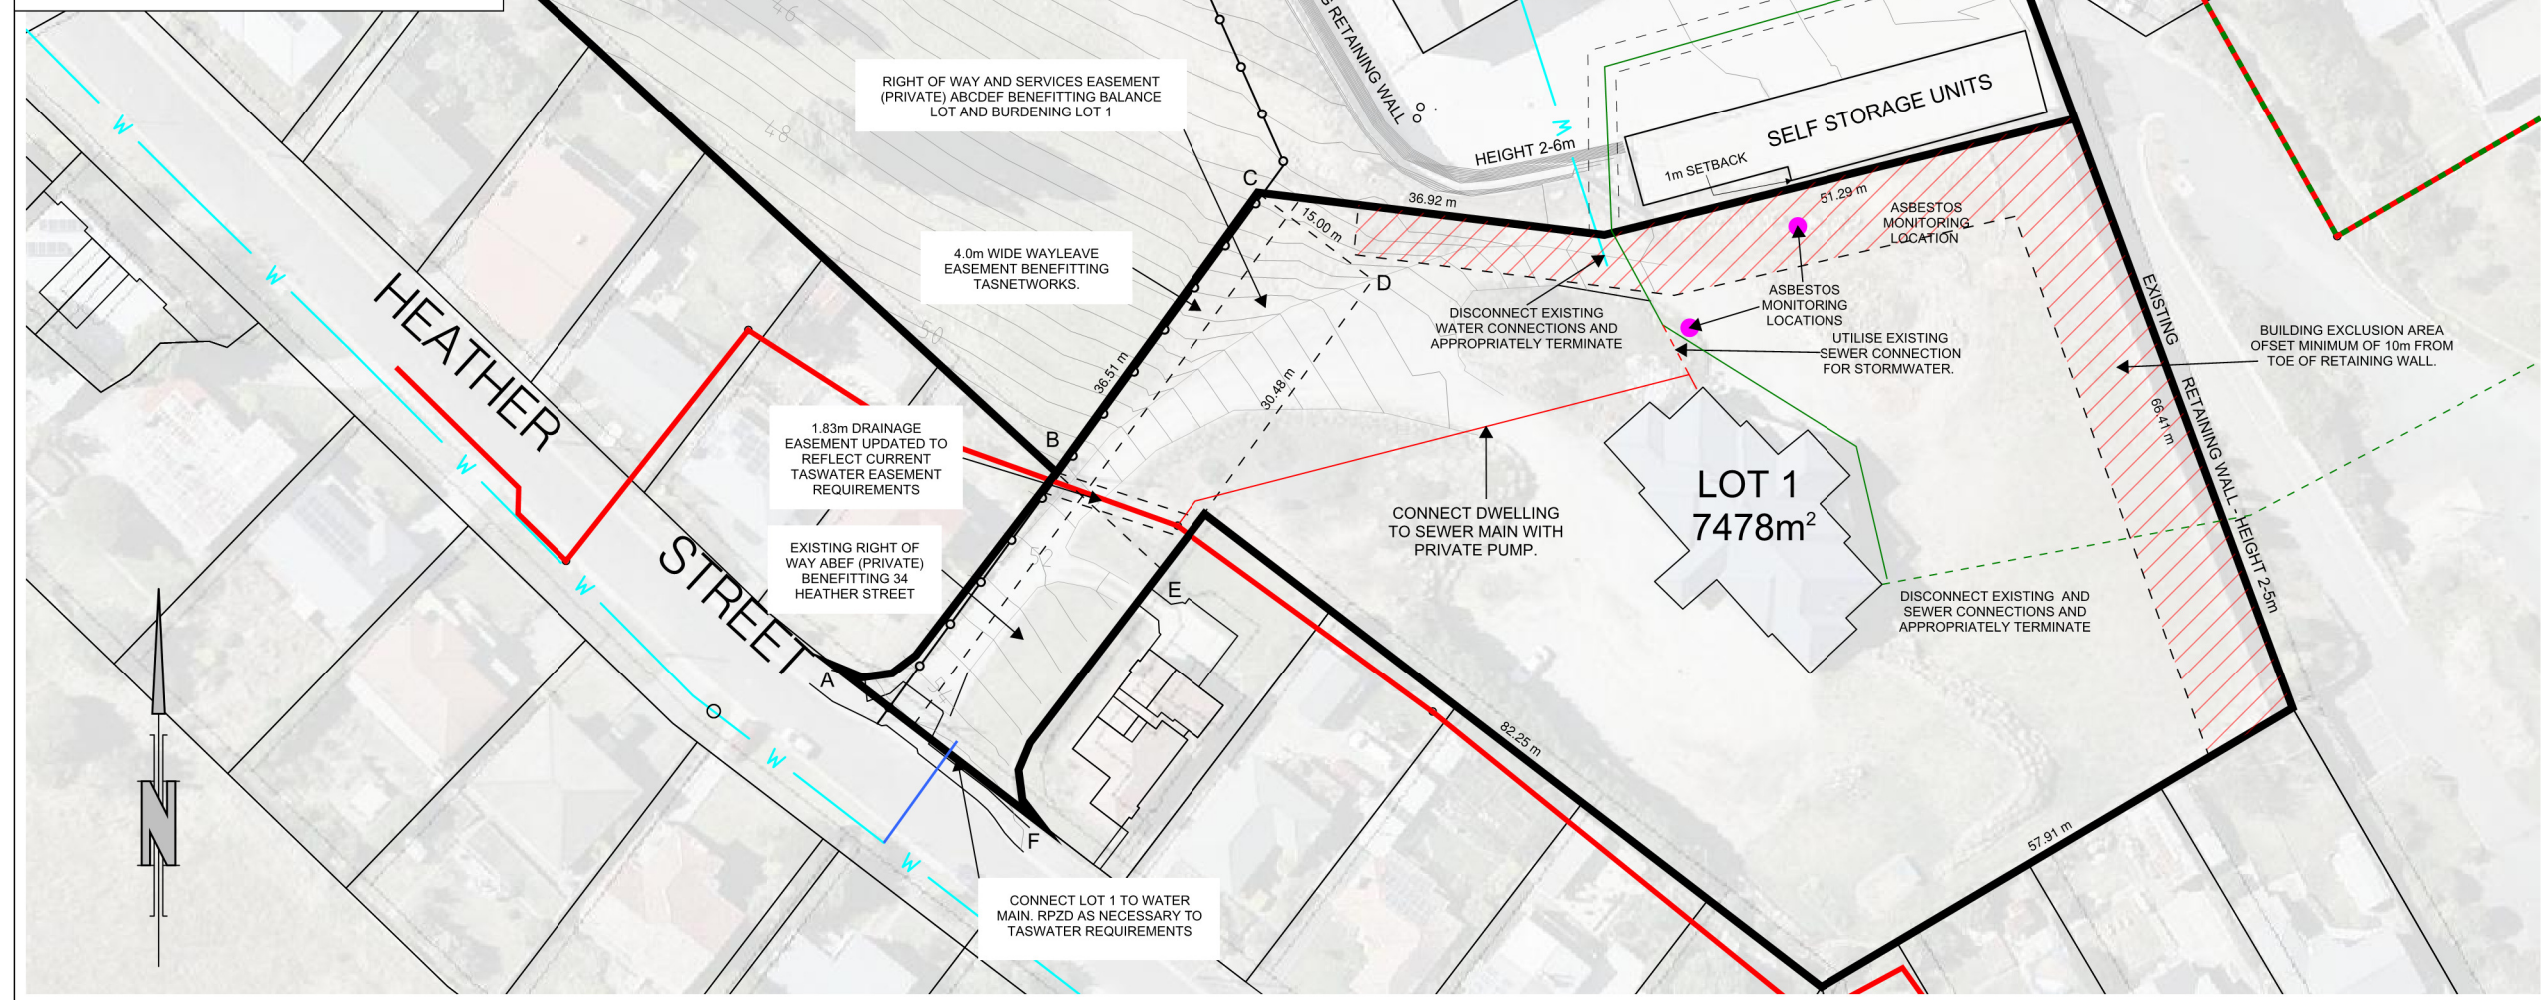 46
48
50
52
54
RIGHT OF WAY AND SERVICES EASEMENT
(PRIVATE) ABCDEF BENEFITTING BALANCE
LOT AND BURDENING LOT 1
RETAINING WALL
HEIGHT 2-6m
SELF STORAGE UNITS
1m SETBACK
C
36.92 m
15.00 m
51.29 m
ASBESTOS
MONITORING
LOCATION
4.0m WIDE WAYLEAVE
EASEMENT BENEFITTING
TASNETWORKS.
D
ASBESTOS
MONITORING
LOCATIONS
DISCONNECT EXISTING
WATER CONNECTIONS AND
APPROPRIATELY TERMINATE
UTILISE EXISTING
SEWER CONNECTION
FOR STORMWATER.
EXISTING
RETAINING WALL - HEIGHT 2-5m
66.41 m
BUILDING EXCLUSION AREA
OFSET MINIMUM OF 10m FROM
TOE OF RETAINING WALL.
HEATHER
STREET
36.51 m
30.48 m
B
1.83m DRAINAGE
EASEMENT UPDATED TO
REFLECT CURRENT
TASWATER EASEMENT
REQUIREMENTS
EXISTING RIGHT OF
WAY ABEF (PRIVATE)
BENEFITTING 34
HEATHER STREET
CONNECT DWELLING
TO SEWER MAIN WITH
PRIVATE PUMP.
LOT 1
7478m²
E
DISCONNECT EXISTING AND
SEWER CONNECTIONS AND
APPROPRIATELY TERMINATE
A
F
82.25 m
57.91 m
CONNECT LOT 1 TO WATER
MAIN. RPZD AS NECESSARY TO
TASWATER REQUIREMENTS
W
W
W
W
W
W
W
N